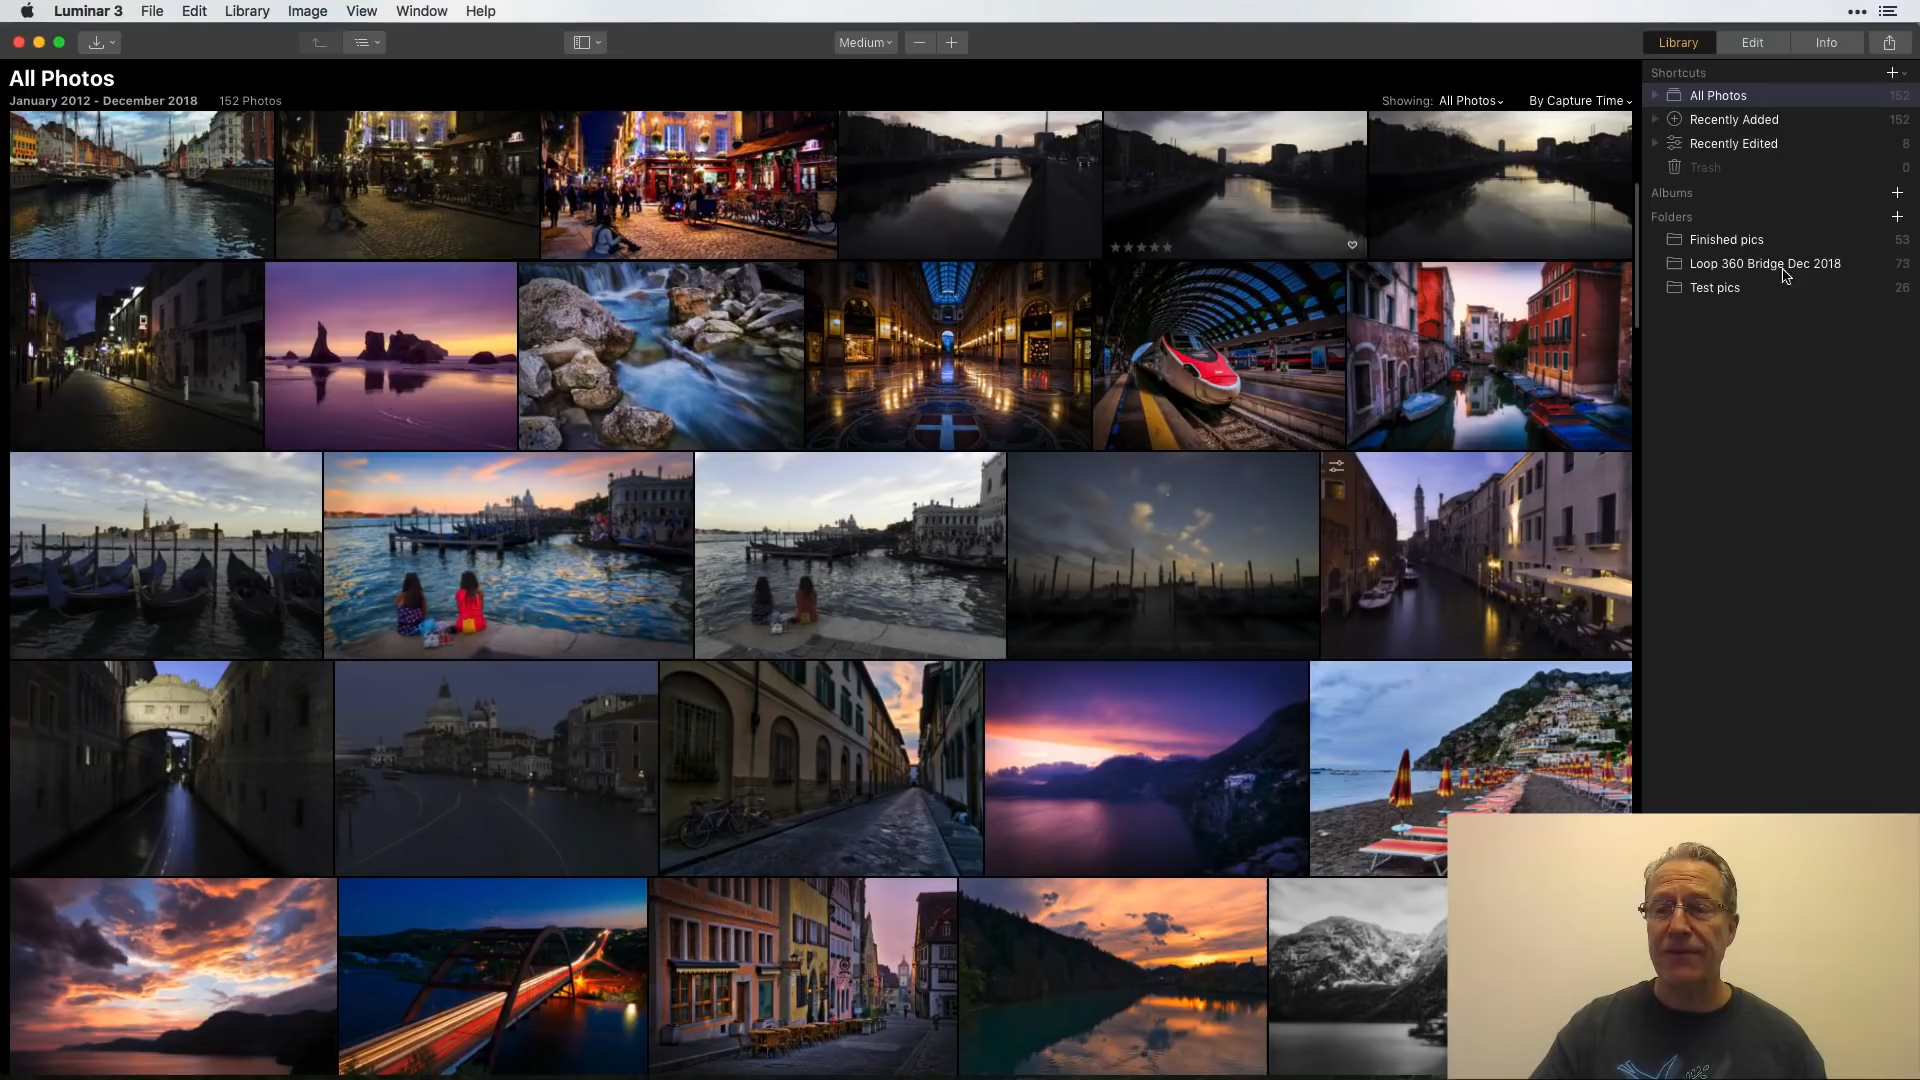 Luminar 3 File Edit Library Image View Window Help
Medium Library Edit Info
All Photos
January 2012 - December 2018 152 Photos Showing: All Photos By Capture Time
Shortcuts
All Photos 152
Recently Added 152
Recently Edited 8
Trash 0
Albums
Folders
Finished pics 53
Loop 360 Bridge Dec 2018 73
Test pics 26